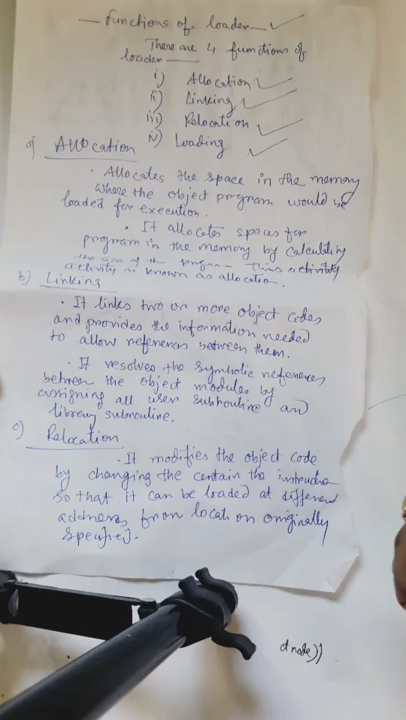 — Functions of loader —
There are 4 functions of
loader —
i) Allocation
ii) Linking
iii) Relocation
iv) Loading
a) Allocation
• Allocates the space in the memory
where the object program would be
loaded for execution.
• It allocates spaces for
program in the memory by calculating
the size of the program. This activity
activity is known as allocation.
b) Linking
• It links two or more object codes
and provides the information needed
to allow references between them.
• It resolves the symbolic references
between the object modules by
assigning all user subroutine and
library subroutine.
c) Relocation
• It modifies the object code
by changing the contain the instruction
so that it can be loaded at different
address from location originally
specified.
d node))